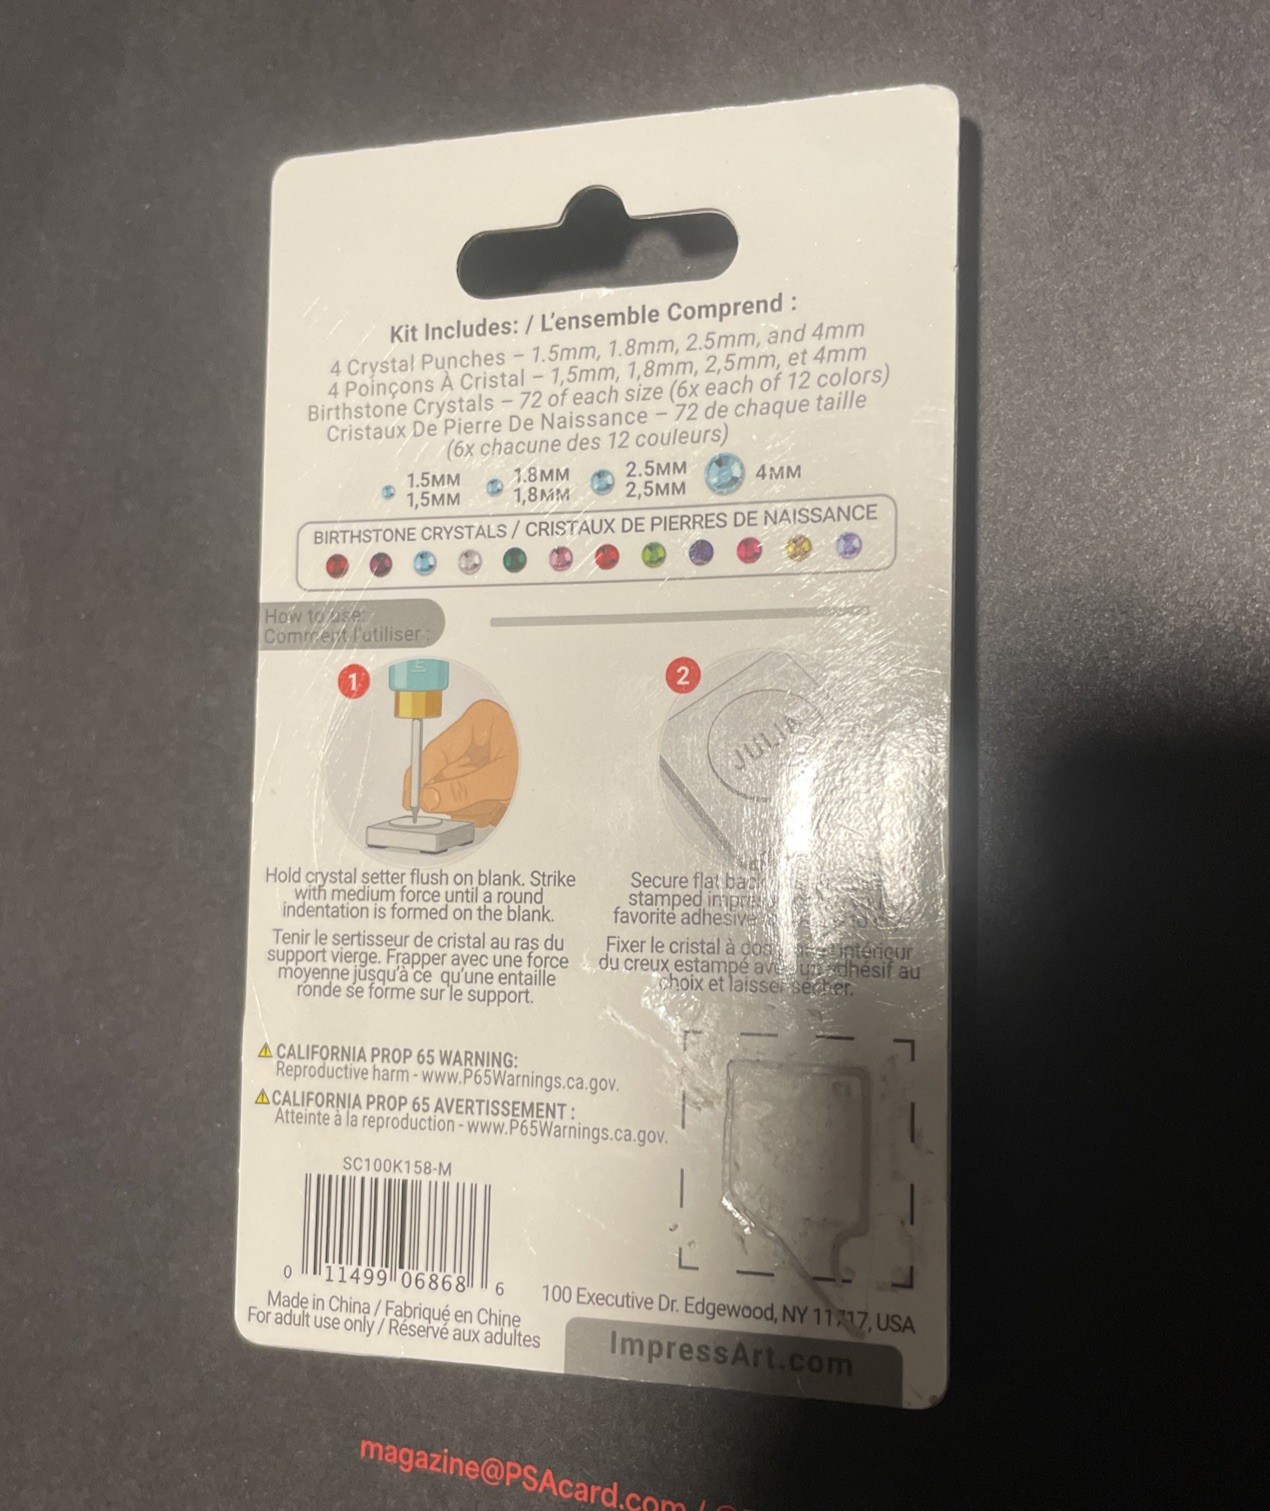 Kit Includes: / L'ensemble Comprend :
4 Crystal Punches – 1.5mm, 1.8mm, 2.5mm, and 4mm
4 Poinçons À Cristal – 1,5mm, 1,8mm, 2,5mm, et 4mm
Birthstone Crystals – 72 of each size (6x each of 12 colors)
Cristaux De Pierre De Naissance – 72 de chaque taille
(6x chacune des 12 couleurs)
1.5MM 1.8MM 2.5MM 4MM
1,5MM 1,8MM 2,5MM
BIRTHSTONE CRYSTALS / CRISTAUX DE PIERRES DE NAISSANCE
How to use:
Comment l'utiliser :
1
Hold crystal setter flush on blank. Strike
with medium force until a round
indentation is formed on the blank.
Tenir le sertisseur de cristal au ras du
support vierge. Frapper avec une force
moyenne jusqu'à ce qu'une entaille
ronde se forme sur le support.
2
JULIA
Secure flat back
stamped
favorite adhesive
Fixer le cristal à intérieur
du creux estampé avec un adhésif au
choix et laisser sécher.
CALIFORNIA PROP 65 WARNING:
Reproductive harm - www.P65Warnings.ca.gov.
CALIFORNIA PROP 65 AVERTISSEMENT :
Atteinte à la reproduction - www.P65Warnings.ca.gov.
SC100K158-M
0 11499 06868 6
Made in China / Fabriqué en Chine
For adult use only / Réservé aux adultes
100 Executive Dr. Edgewood, NY 11717, USA
ImpressArt.com
magazine@PSAcard.com /